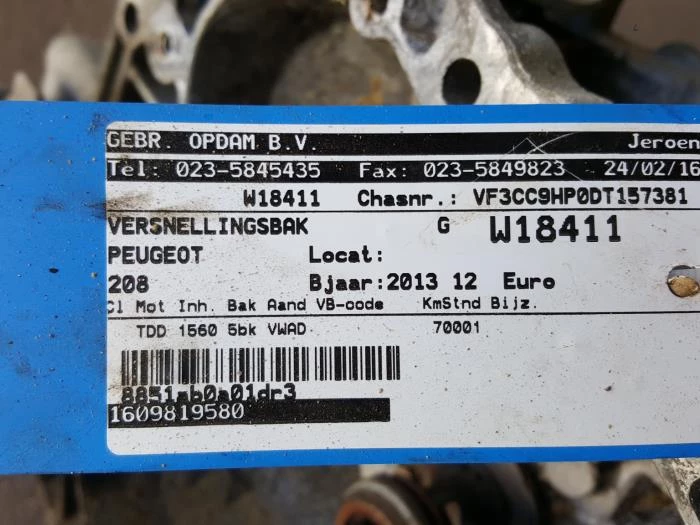 GEBR. OPDAM B.V. Jeroen
Tel: 023-5845435 Fax: 023-5849823 24/02/16
W18411 Chasnr.: VF3CC9HP0DT157381
VERSNELLINGSBAK G W18411
PEUGEOT Locat:
208 Bjaar: 2013 12 Euro
Cl Mot Inh. Bak Aand VB-code KmStnd Bijz.
TDD 1560 5bk VWAD 70001
8851ab0a01dr3
1609819580